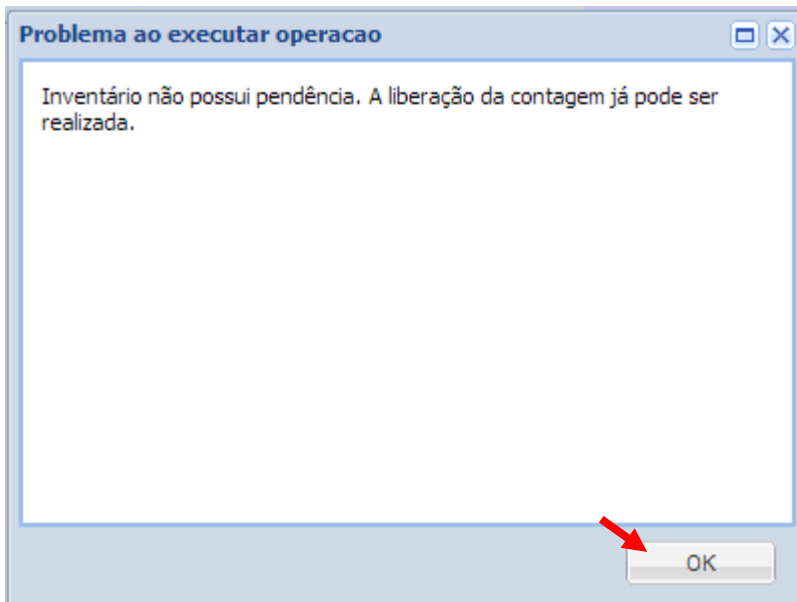 Problema ao executar operacao
Inventário não possui pendência. A liberação da contagem já pode ser
realizada.
OK